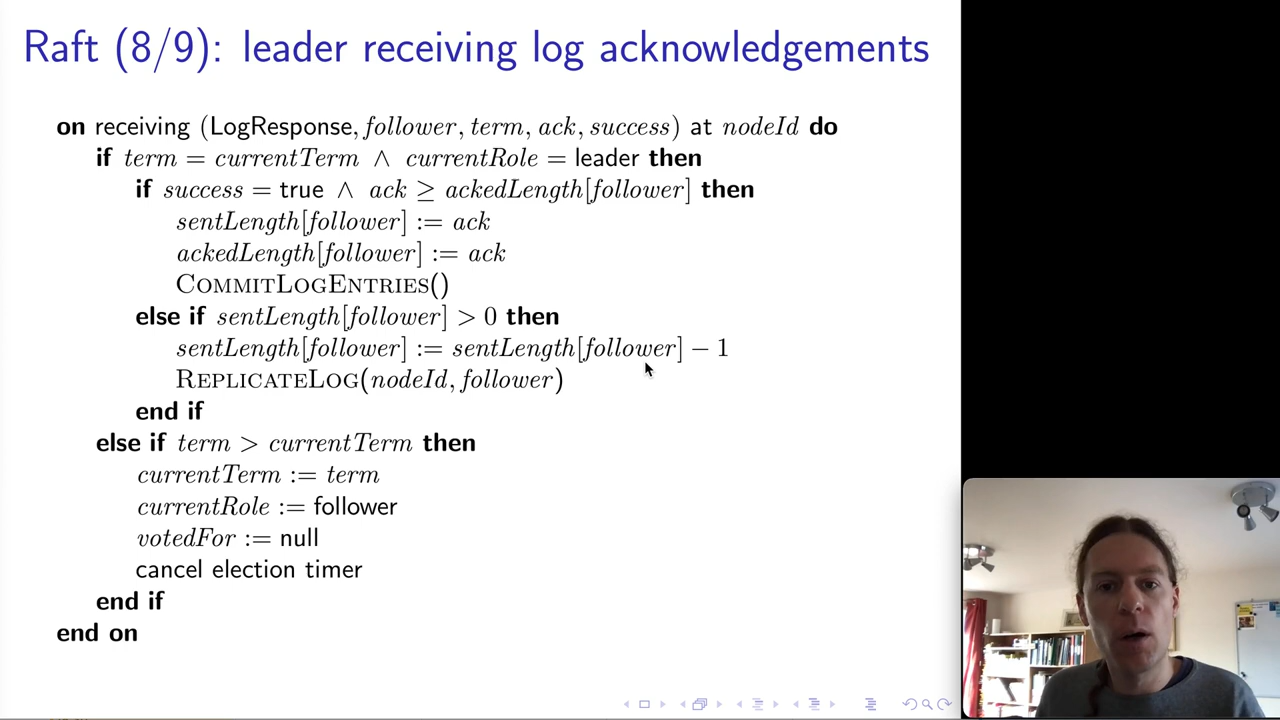 Raft (8/9): leader receiving log acknowledgements
on receiving (LogResponse, follower, term, ack, success) at nodeId do
if term = currentTerm ∧ currentRole = leader then
if success = true ∧ ack ≥ ackedLength[follower] then
sentLength[follower] := ack
ackedLength[follower] := ack
CommitLogEntries()
else if sentLength[follower] > 0 then
sentLength[follower] := sentLength[follower] − 1
ReplicateLog(nodeId, follower)
end if
else if term > currentTerm then
currentTerm := term
currentRole := follower
votedFor := null
cancel election timer
end if
end on